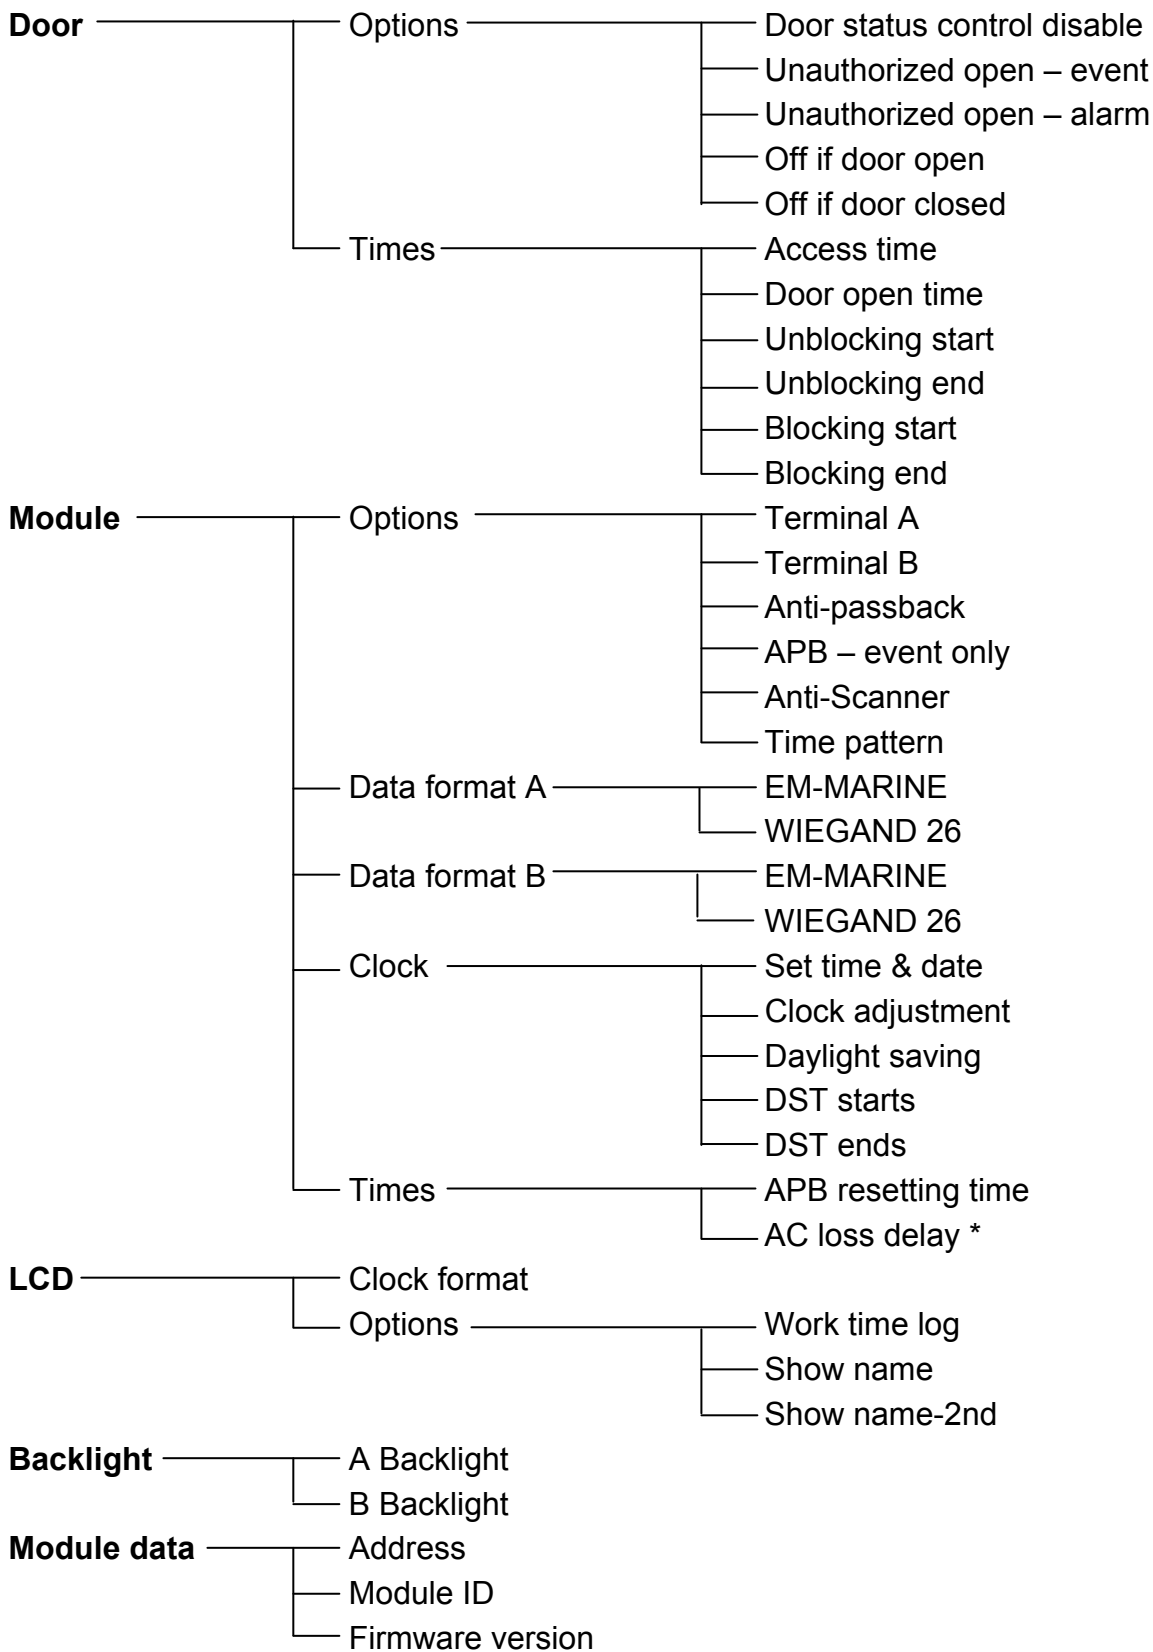 Door Options Door status control disable
Unauthorized open – event
Unauthorized open – alarm
Off if door open
Off if door closed
Times Access time
Door open time
Unblocking start
Unblocking end
Blocking start
Blocking end
Module Options Terminal A
Terminal B
Anti-passback
APB – event only
Anti-Scanner
Time pattern
Data format A EM-MARINE
WIEGAND 26
Data format B EM-MARINE
WIEGAND 26
Clock Set time & date
Clock adjustment
Daylight saving
DST starts
DST ends
Times APB resetting time
AC loss delay *
LCD Clock format
Options Work time log
Show name
Show name-2nd
Backlight A Backlight
B Backlight
Module data Address
Module ID
Firmware version